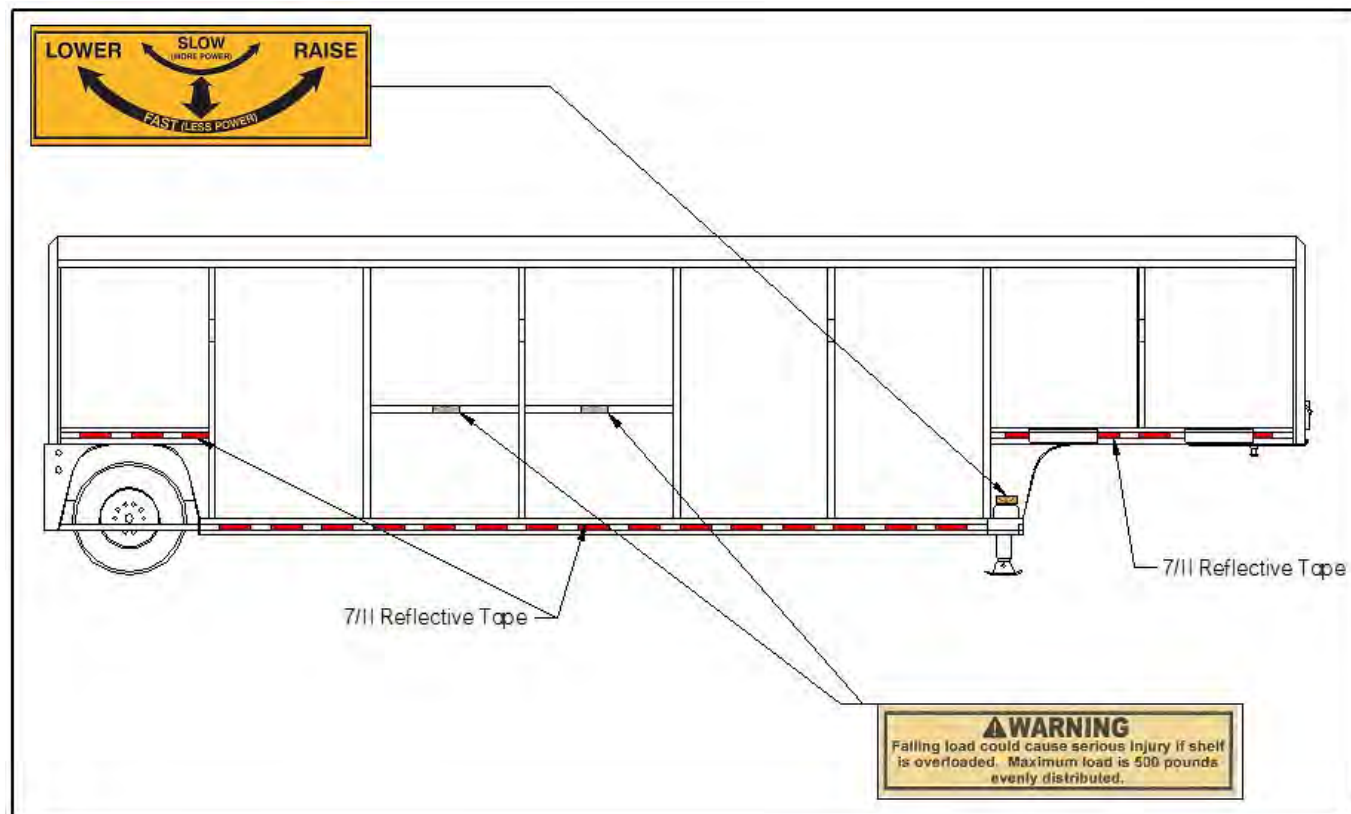 LOWER SLOW RAISE
(MORE POWER)
FAST (LESS POWER)
7/11 Reflective Tape
7/11 Reflective Tape
WARNING
Falling load could cause serious injury if shelf
is overloaded. Maximum load is 500 pounds
evenly distributed.